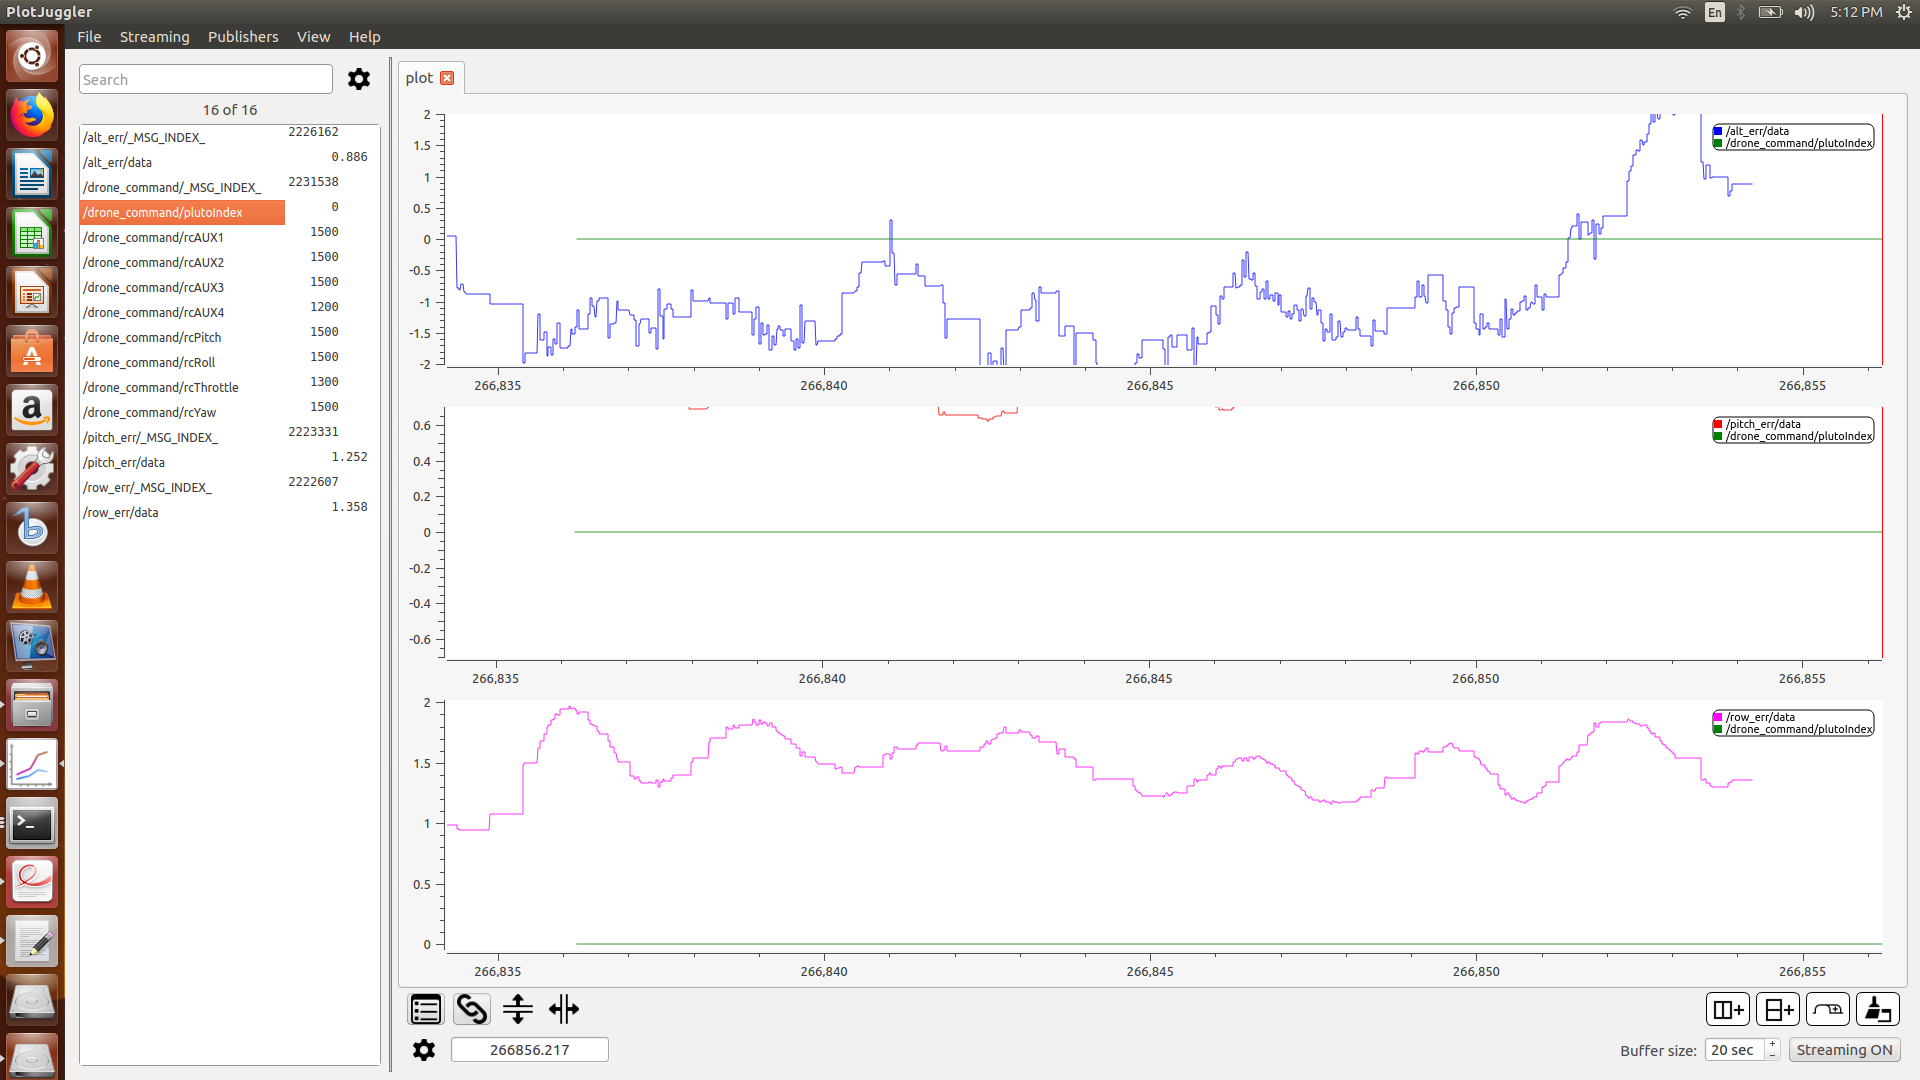 PlotJuggler
En
5:12 PM
File Streaming Publishers View Help
Search
16 of 16
/alt_err/_MSG_INDEX_ 2226162
/alt_err/data 0.886
/drone_command/_MSG_INDEX_ 2231538
/drone_command/plutoIndex 0
/drone_command/rcAUX1 1500
/drone_command/rcAUX2 1500
/drone_command/rcAUX3 1500
/drone_command/rcAUX4 1200
/drone_command/rcPitch 1500
/drone_command/rcRoll 1500
/drone_command/rcThrottle 1300
/drone_command/rcYaw 1500
/pitch_err/_MSG_INDEX_ 2223331
/pitch_err/data 1.252
/row_err/_MSG_INDEX_ 2222607
/row_err/data 1.358
plot
2
1.5
1
0.5
0
-0.5
-1
-1.5
-2
/alt_err/data
/drone_command/plutoIndex
266,835 266,840 266,845 266,850 266,855
0.6
0.4
0.2
0
-0.2
-0.4
-0.6
/pitch_err/data
/drone_command/plutoIndex
266,835 266,840 266,845 266,850 266,855
2
1.5
1
0.5
0
/row_err/data
/drone_command/plutoIndex
266,835 266,840 266,845 266,850 266,855
266856.217
Buffer size: 20 sec
Streaming ON